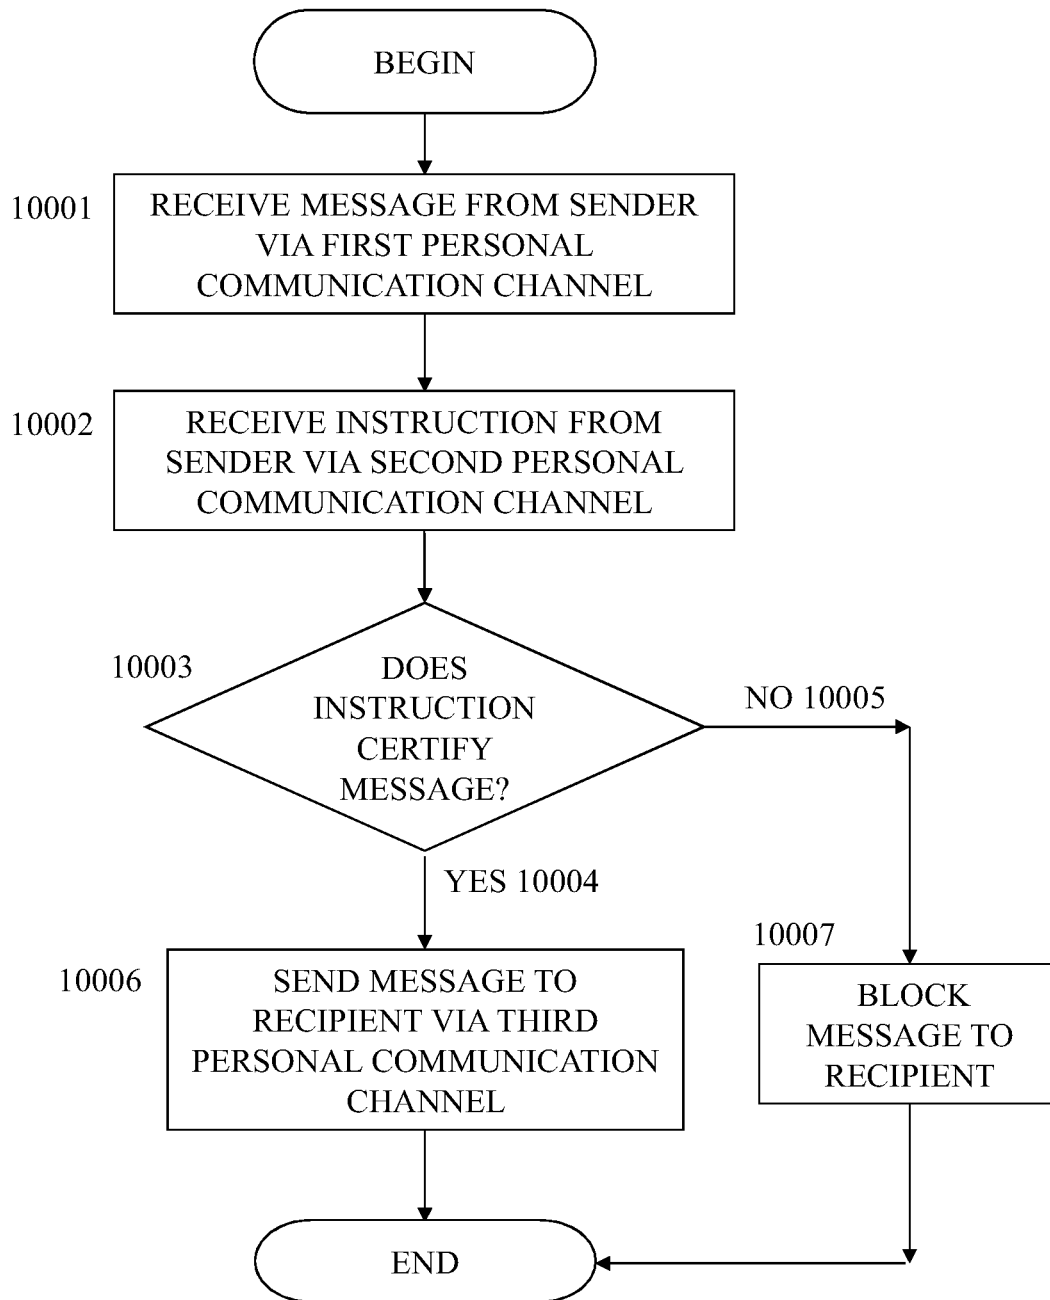 BEGIN
10001
RECEIVE MESSAGE FROM SENDER
VIA FIRST PERSONAL
COMMUNICATION CHANNEL
10002
RECEIVE INSTRUCTION FROM
SENDER VIA SECOND PERSONAL
COMMUNICATION CHANNEL
10003
DOES
INSTRUCTION
CERTIFY
MESSAGE?
NO 10005
YES 10004
10006
SEND MESSAGE TO
RECIPIENT VIA THIRD
PERSONAL COMMUNICATION
CHANNEL
10007
BLOCK
MESSAGE TO
RECIPIENT
END